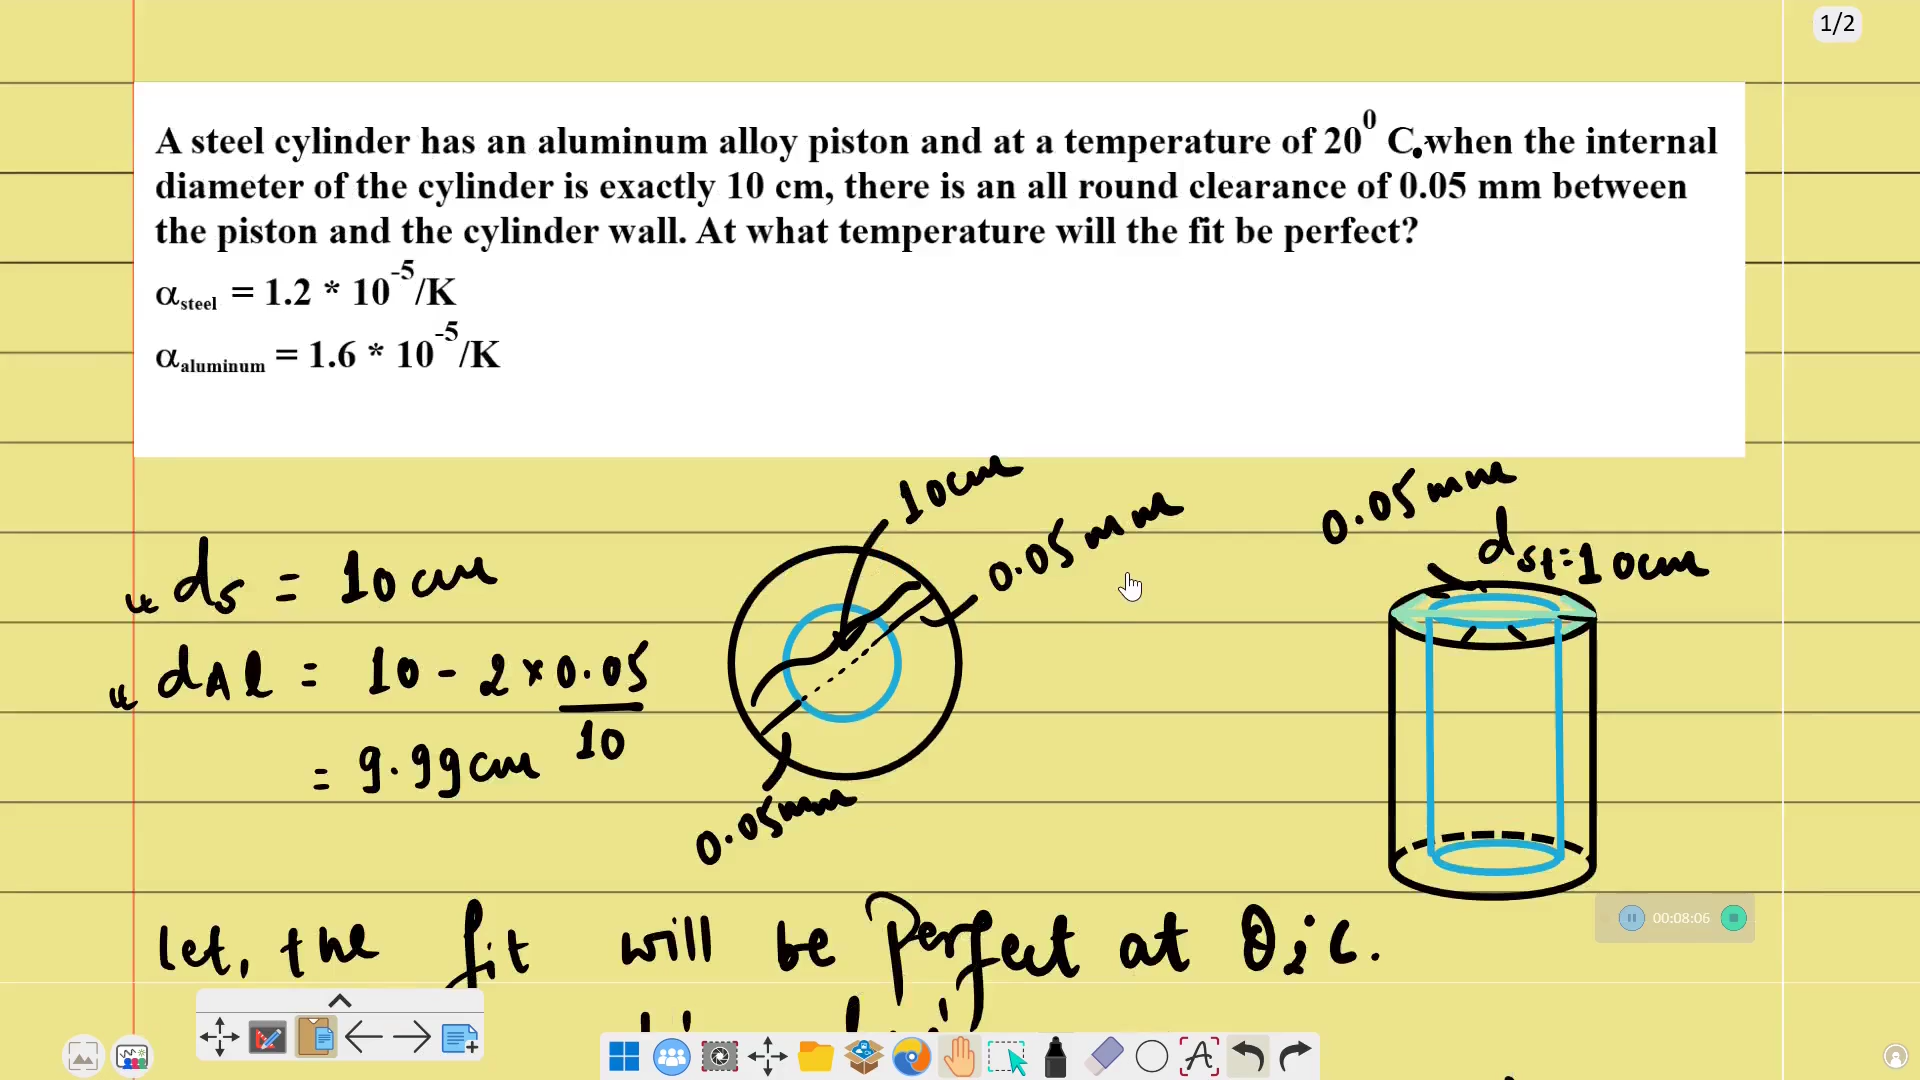 1/2
A steel cylinder has an aluminum alloy piston and at a temperature of 20⁰ C.when the internal
diameter of the cylinder is exactly 10 cm, there is an all round clearance of 0.05 mm between
the piston and the cylinder wall. At what temperature will the fit be perfect?
αsteel = 1.2 * 10⁻⁵/K
αaluminum = 1.6 * 10⁻⁵/K
10cm
0.05mm
0.05mm
dst=10cm
ds = 10cm
dAl = 10 - 2×0.05/10
= 9.99cm
0.05mm
let, the fit will be perfect at θ₂°C.
00:08:06